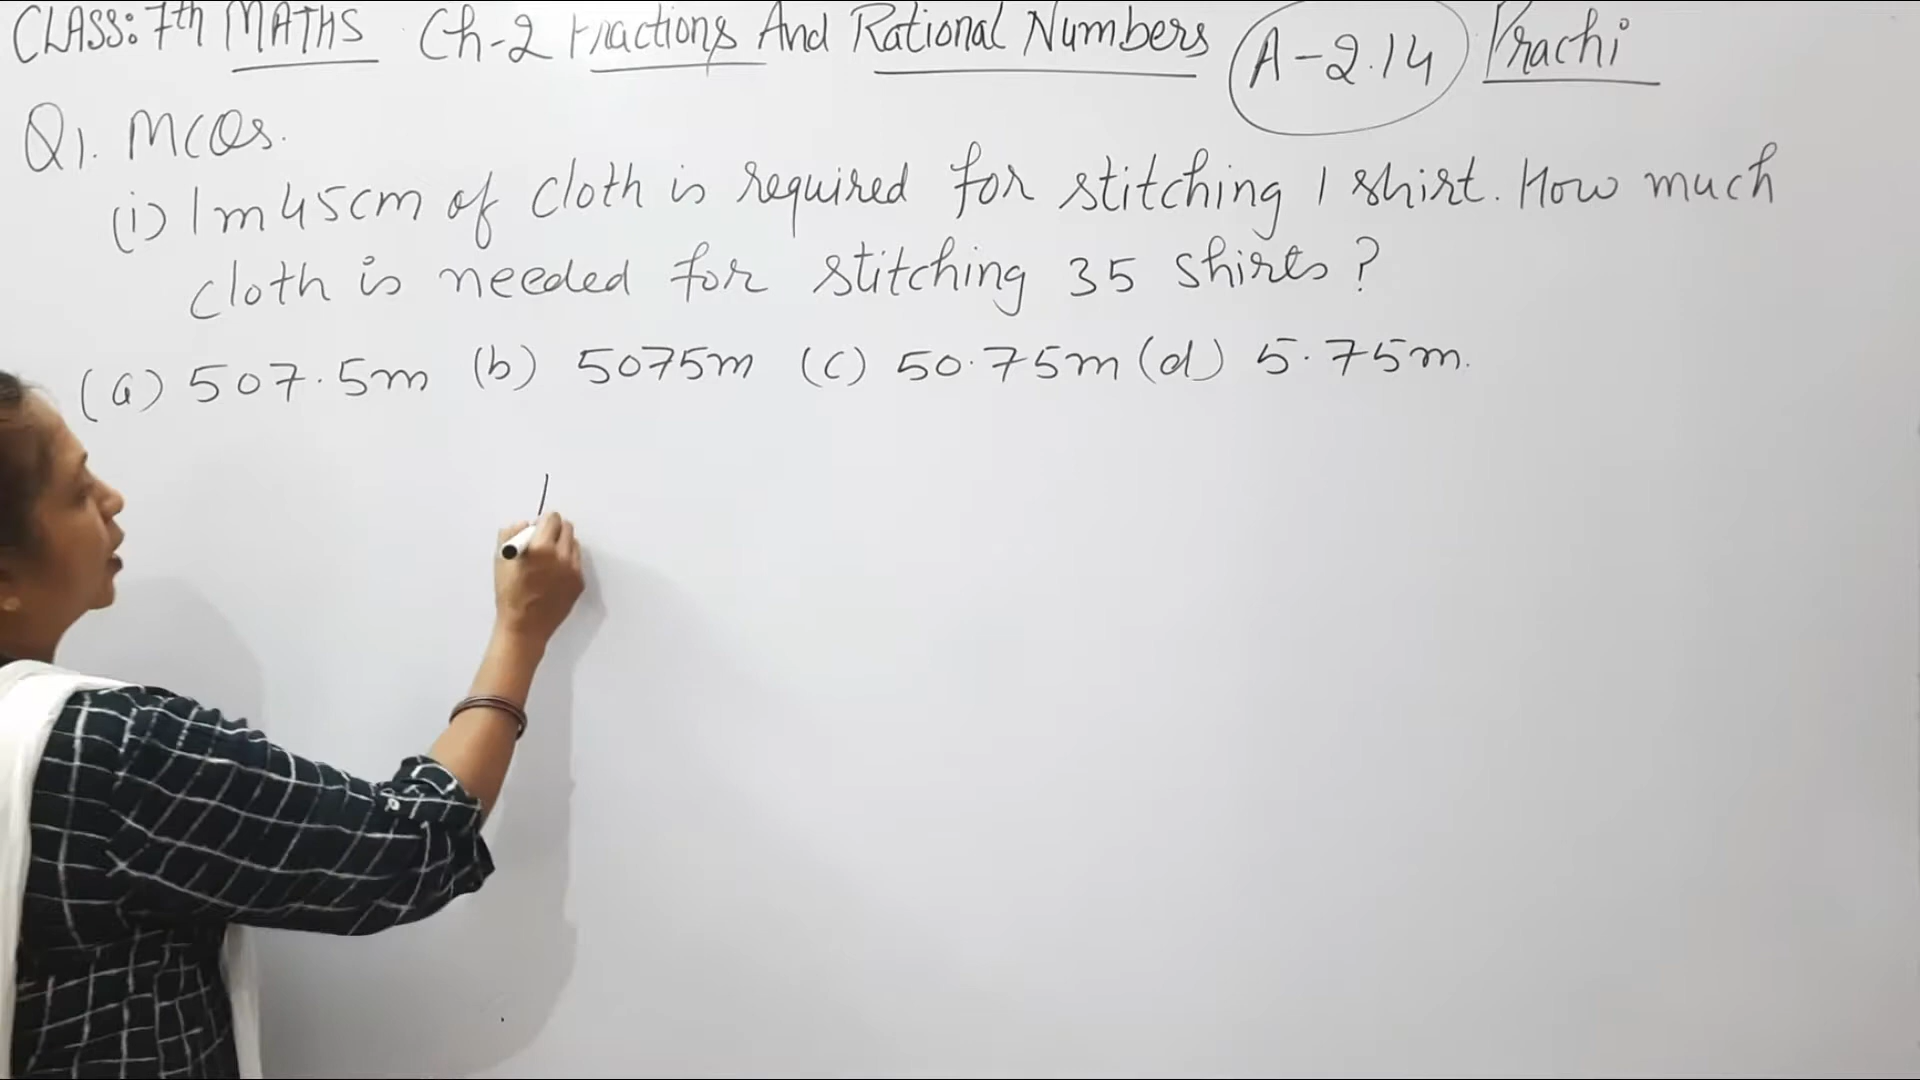 CLASS: 7th MATHS Ch-2 Fractions And Rational Numbers A-2.14 Prachi
Q1. MCQs.
(i) 1m45cm of cloth is required for stitching 1 shirt. How much
cloth is needed for stitching 35 shirts?
(a) 507.5m (b) 5075m (c) 50.75m (d) 5.75m.